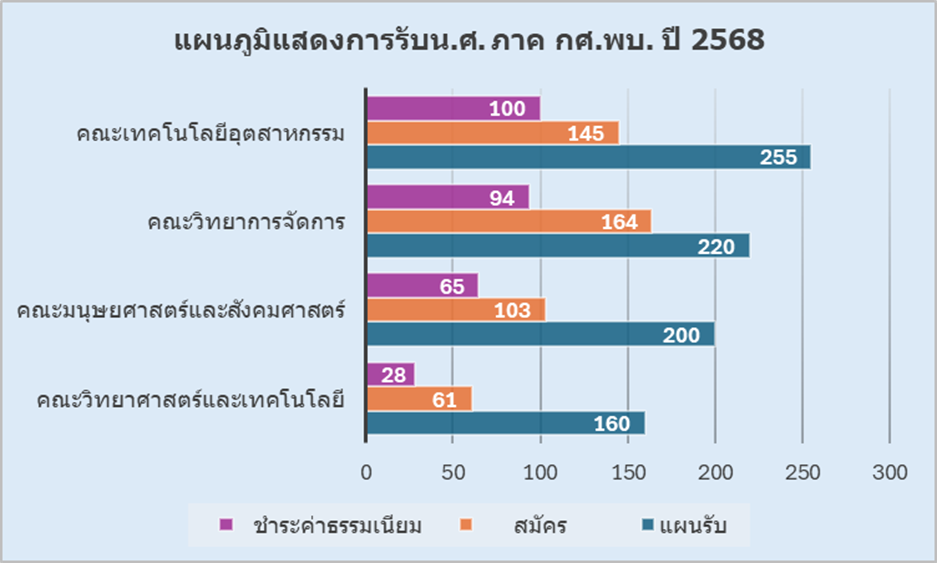 แผนภูมิแสดงการรับน.ศ. ภาค กศ.พบ. ปี 2568
คณะเทคโนโลยีอุตสาหกรรม
100
145
255
คณะวิทยาการจัดการ
94
164
220
คณะมนุษยศาสตร์และสังคมศาสตร์
65
103
200
คณะวิทยาศาสตร์และเทคโนโลยี
28
61
160
0 50 100 150 200 250 300
ชำระค่าธรรมเนียม สมัคร แผนรับ